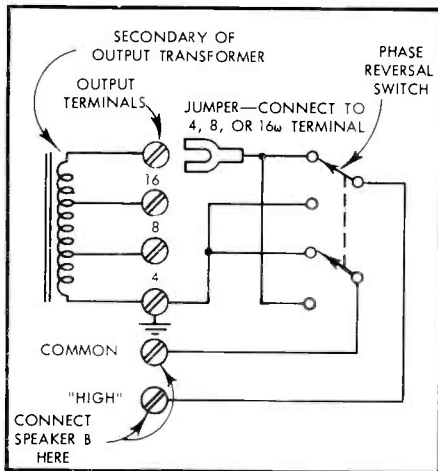 SECONDARY OF
OUTPUT TRANSFORMER
OUTPUT
TERMINALS
PHASE
REVERSAL
SWITCH
JUMPER—CONNECT TO
4, 8, OR 16ω TERMINAL
16
8
4
COMMON
"HIGH"
CONNECT
SPEAKER B
HERE